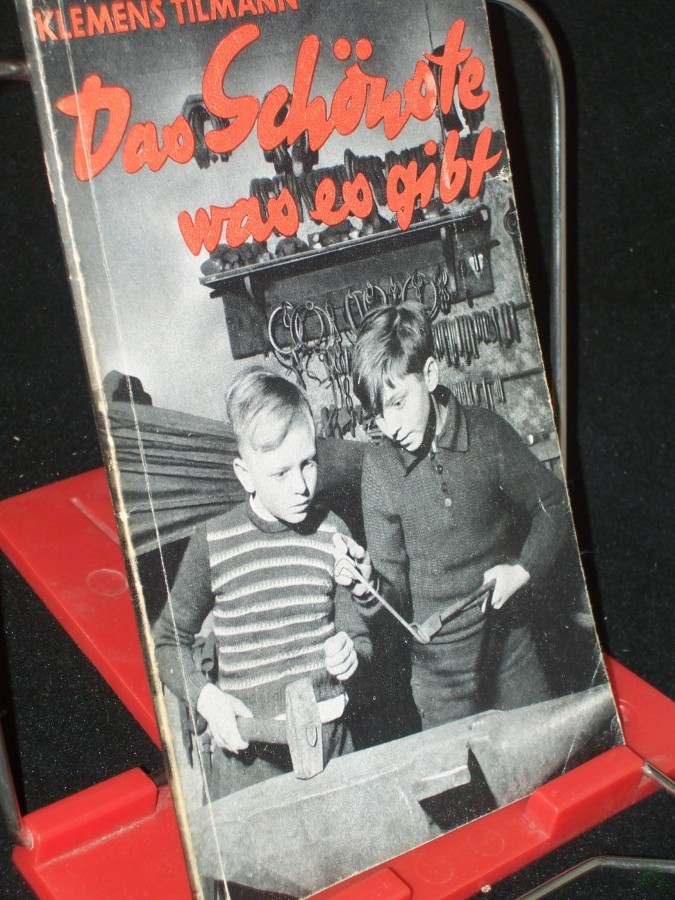 KLEMENS TILMANN
Das Schönste
was es gibt